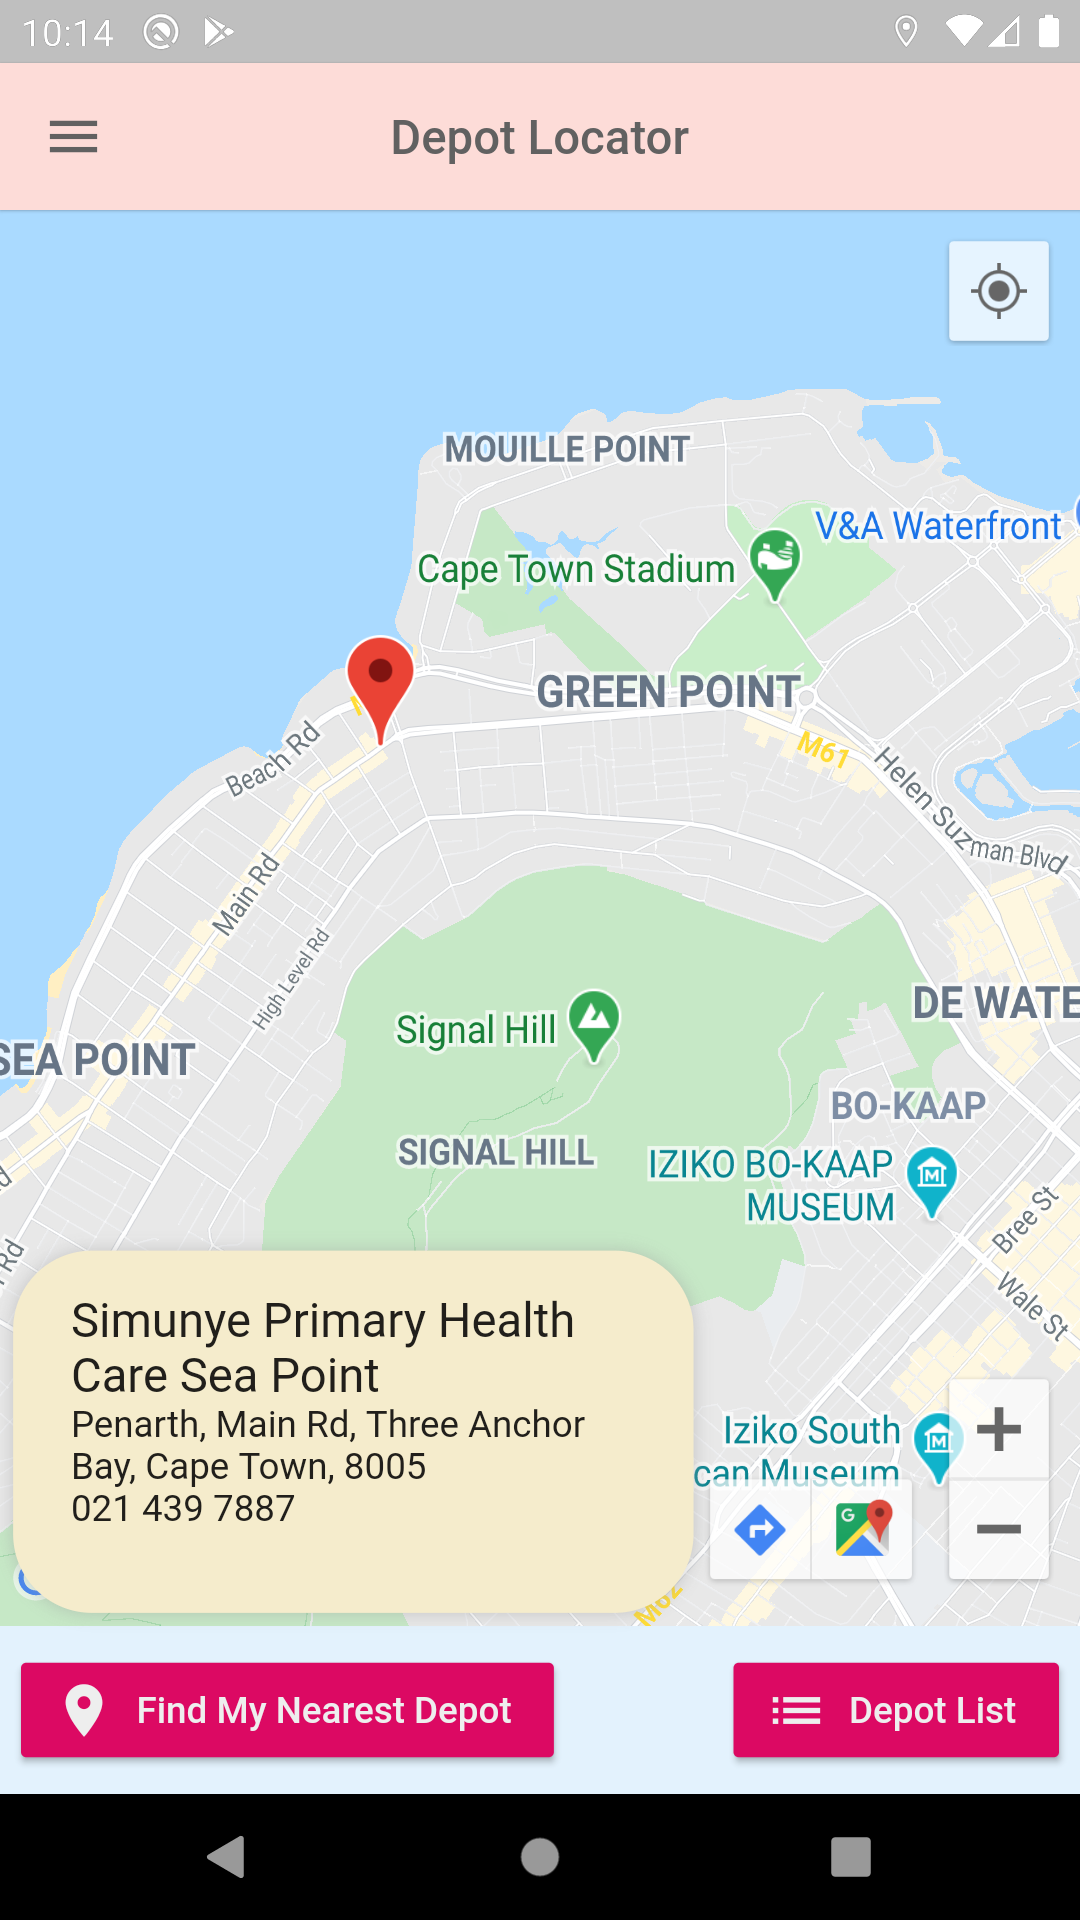 10:14
Depot Locator
MOUILLE POINT
V&A Waterfront
Cape Town Stadium
GREEN POINT
M61
Beach Rd
Helen Suzman Blvd
Main Rd
High Level Rd
DE WATE
Signal Hill
SEA POINT
BO-KAAP
SIGNAL HILL
IZIKO BO-KAAP
MUSEUM
Bree St
Rd
Wale St
Simunye Primary Health
Care Sea Point
Penarth, Main Rd, Three Anchor
Bay, Cape Town, 8005
021 439 7887
Iziko South
can Museum
M62
Find My Nearest Depot
Depot List